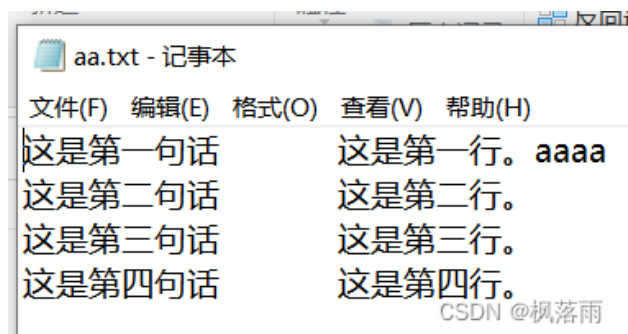 aa.txt - 记事本
文件(F) 编辑(E) 格式(O) 查看(V) 帮助(H)
这是第一句话 这是第一行。aaaa
这是第二句话 这是第二行。
这是第三句话 这是第三行。
这是第四句话 这是第四行。
CSDN @枫落雨